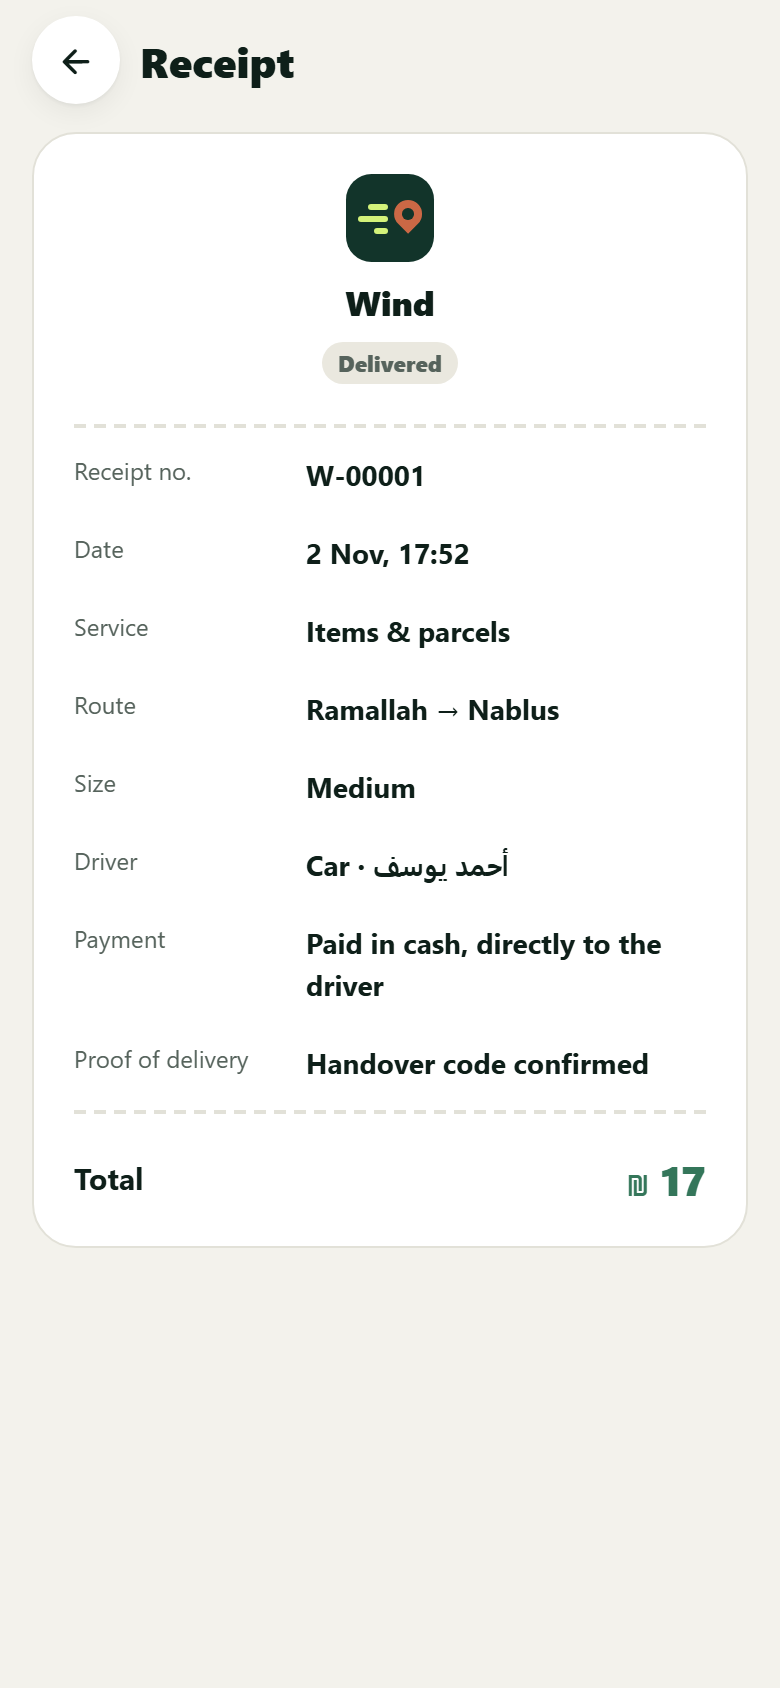 Receipt
Wind
Delivered
Receipt no. W-00001
Date 2 Nov, 17:52
Service Items & parcels
Route Ramallah → Nablus
Size Medium
Driver Car · أحمد يوسف
Payment Paid in cash, directly to the
driver
Proof of delivery Handover code confirmed
Total ₪ 17